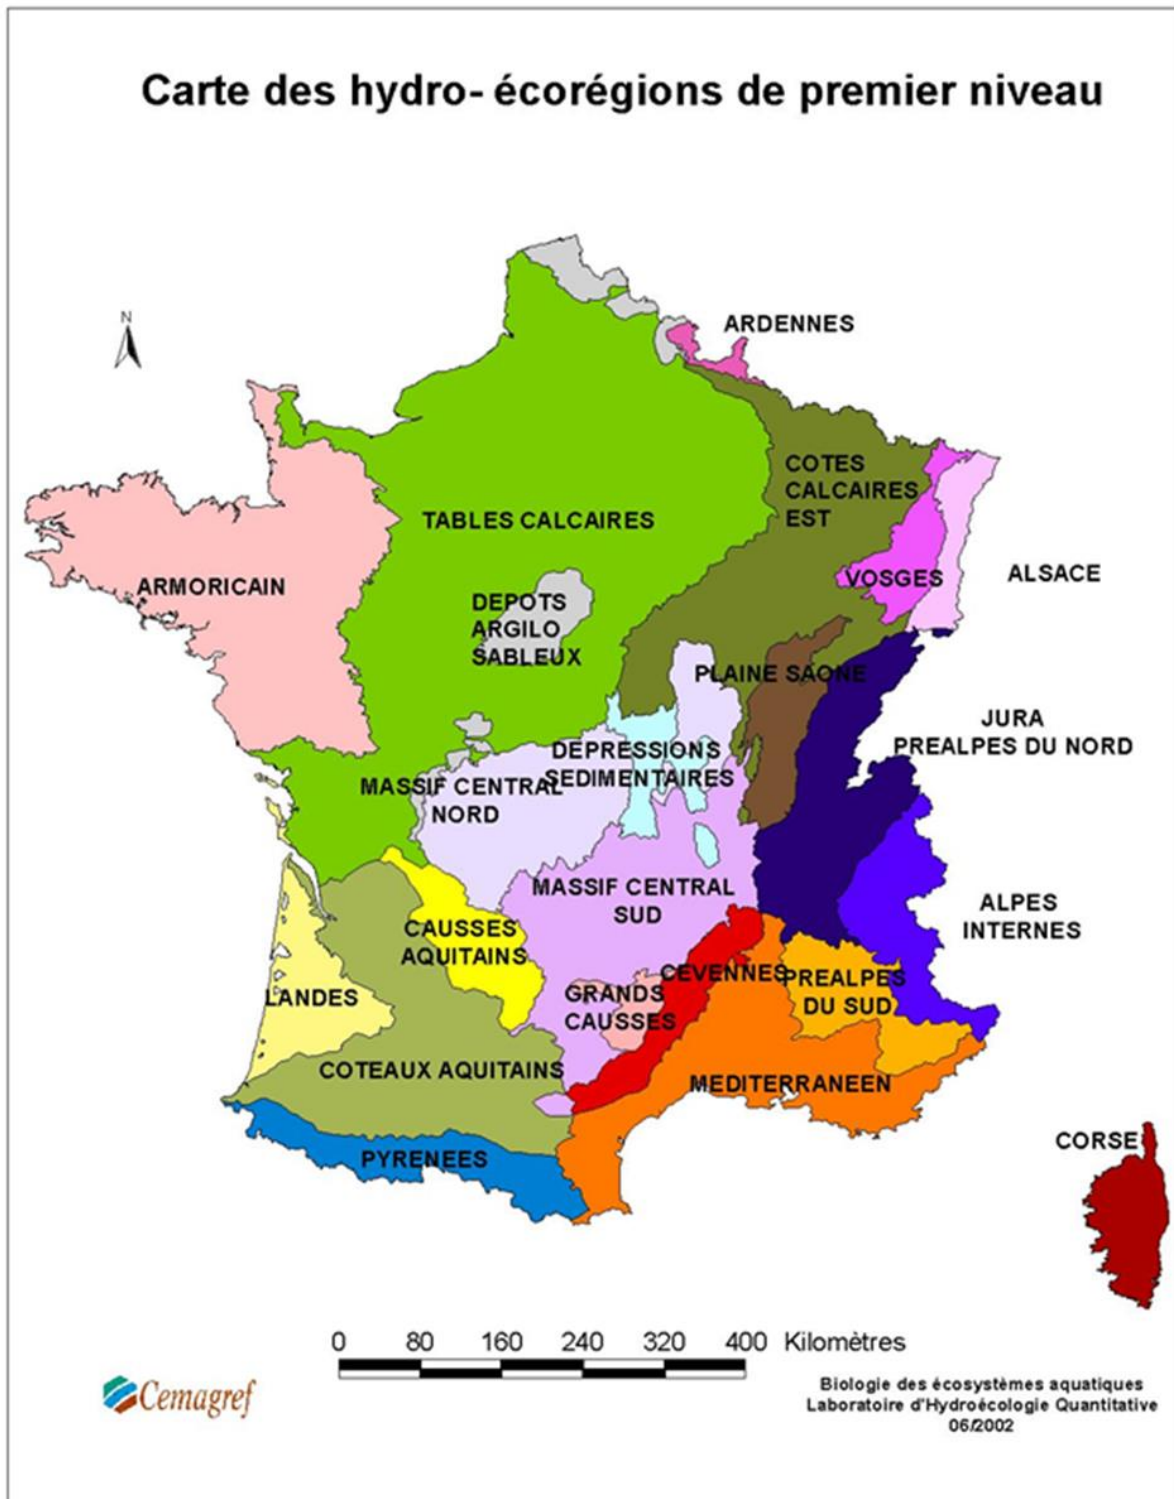 Carte des hydro- écorégions de premier niveau
N
ARDENNES
COTES
CALCAIRES
EST
TABLES CALCAIRES
VOSGES
ALSACE
ARMORICAIN
DEPOTS
ARGILO
SABLEUX
PLAINE SAONE
JURA
PREALPES DU NORD
DEPRESSIONS
SEDIMENTAIRES
MASSIF CENTRAL
NORD
MASSIF CENTRAL
SUD
ALPES
INTERNES
CAUSSES
AQUITAINS
CEVENNES
PREALPES
DU SUD
GRANDS
CAUSSES
LANDES
COTEAUX AQUITAINS
MEDITERRANEEN
PYRENEES
CORSE
0 80 160 240 320 400 Kilomètres
Cemagref
Biologie des écosystèmes aquatiques
Laboratoire d'Hydroécologie Quantitative
06/2002